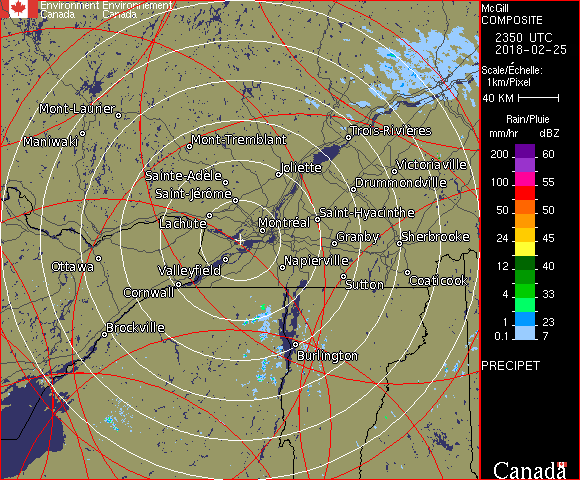 Environment Environnement
Canada Canada
McGill
COMPOSITE
2350 UTC
2018-02-25
Scale/Échelle:
1km/Pixel
40 KM
Rain/Pluie
mm/hr dBZ
200 60
100 55
50 50
24 45
12 40
4 33
1 23
0.1 7
PRECIPET
Mont-Laurier
Maniwaki
Mont-Tremblant
Trois-Rivières
Joliette
Victoriaville
Sainte-Adèle
Drummondville
Saint-Jérôme
Lachute
Montréal
Saint-Hyacinthe
Granby
Sherbrooke
Ottawa
Valleyfield
Napierville
Cornwall
Sutton
Coaticook
Brockville
Burlington
Canada